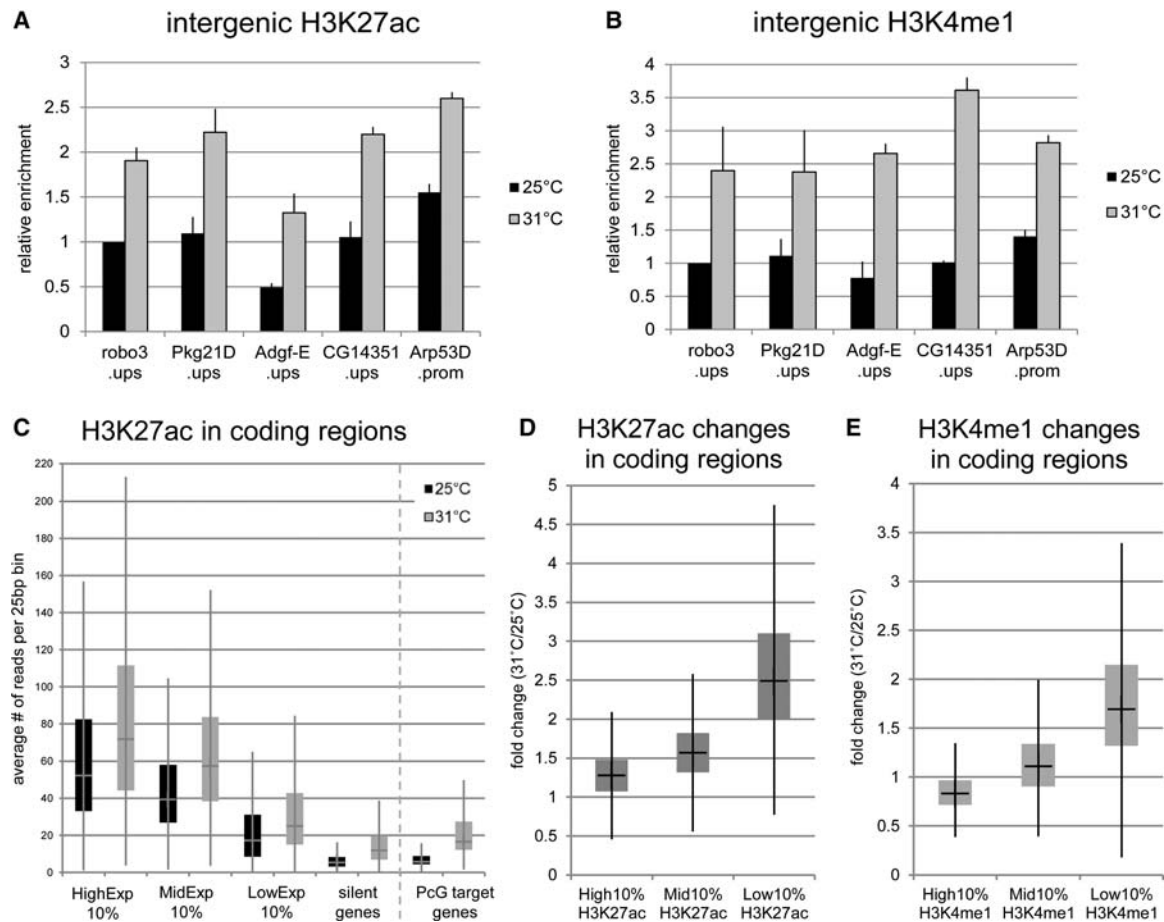 A
intergenic H3K27ac
relative enrichment
3
2.5
2
1.5
1
0.5
0
robo3
.ups
Pkg21D
.ups
Adgf-E
.ups
CG14351
.ups
Arp53D
.prom
25°C
31°C
B
intergenic H3K4me1
relative enrichment
4
3.5
3
2.5
2
1.5
1
0.5
0
robo3
.ups
Pkg21D
.ups
Adgf-E
.ups
CG14351
.ups
Arp53D
.prom
25°C
31°C
C
H3K27ac in coding regions
average # of reads per 25bp bin
220
200
180
160
140
120
100
80
60
40
20
0
25°C
31°C
HighExp
10%
MidExp
10%
LowExp
10%
silent
genes
PcG target
genes
D
H3K27ac changes
in coding regions
fold change (31˚C/25˚C)
5
4.5
4
3.5
3
2.5
2
1.5
1
0.5
0
High10%
H3K27ac
Mid10%
H3K27ac
Low10%
H3K27ac
E
H3K4me1 changes
in coding regions
fold change (31˚C/25˚C)
4
3.5
3
2.5
2
1.5
1
0.5
0
High10%
H3K4me1
Mid10%
H3K4me1
Low10%
H3K4me1